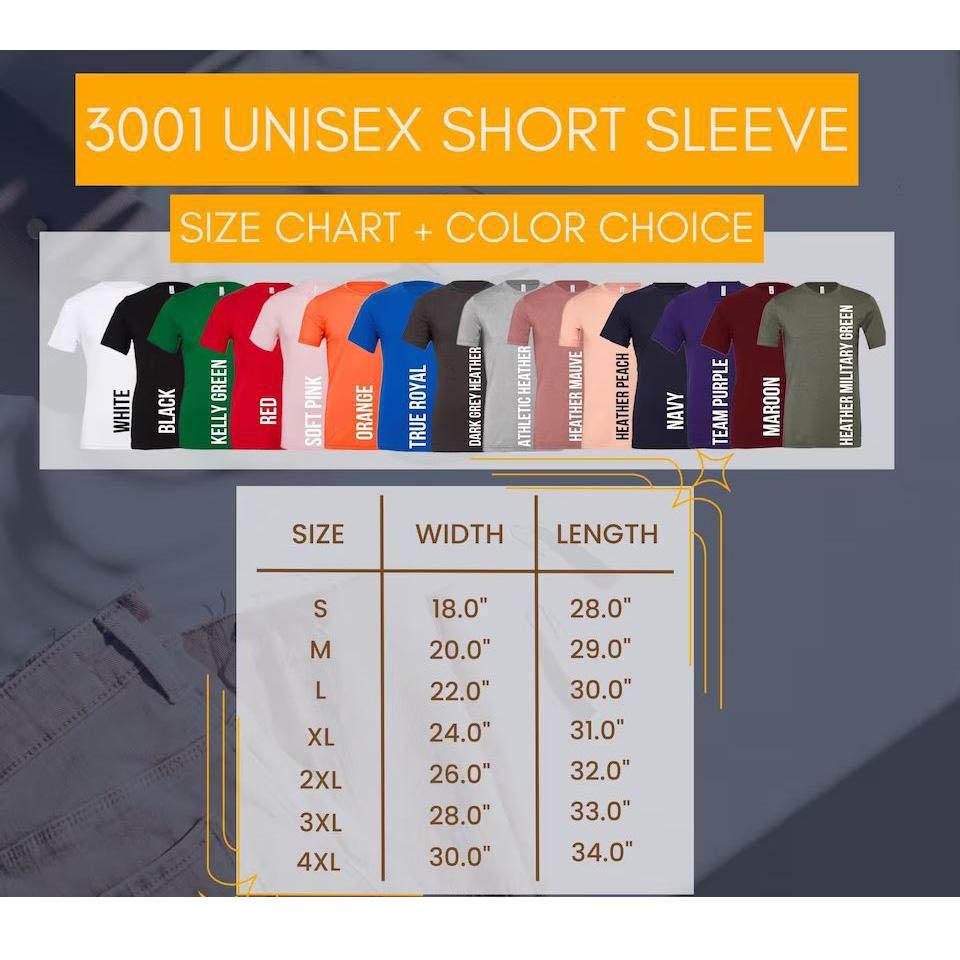 3001 UNISEX SHORT SLEEVE
SIZE CHART + COLOR CHOICE
WHITE
BLACK
KELLY GREEN
RED
SOFT PINK
ORANGE
TRUE ROYAL
DARK GREY HEATHER
ATHLETIC HEATHER
HEATHER MAUVE
HEATHER PEACH
NAVY
TEAM PURPLE
MAROON
HEATHER MILITARY GREEN
SIZE WIDTH LENGTH
S 18.0" 28.0"
M 20.0" 29.0"
L 22.0" 30.0"
XL 24.0" 31.0"
2XL 26.0" 32.0"
3XL 28.0" 33.0"
4XL 30.0" 34.0"